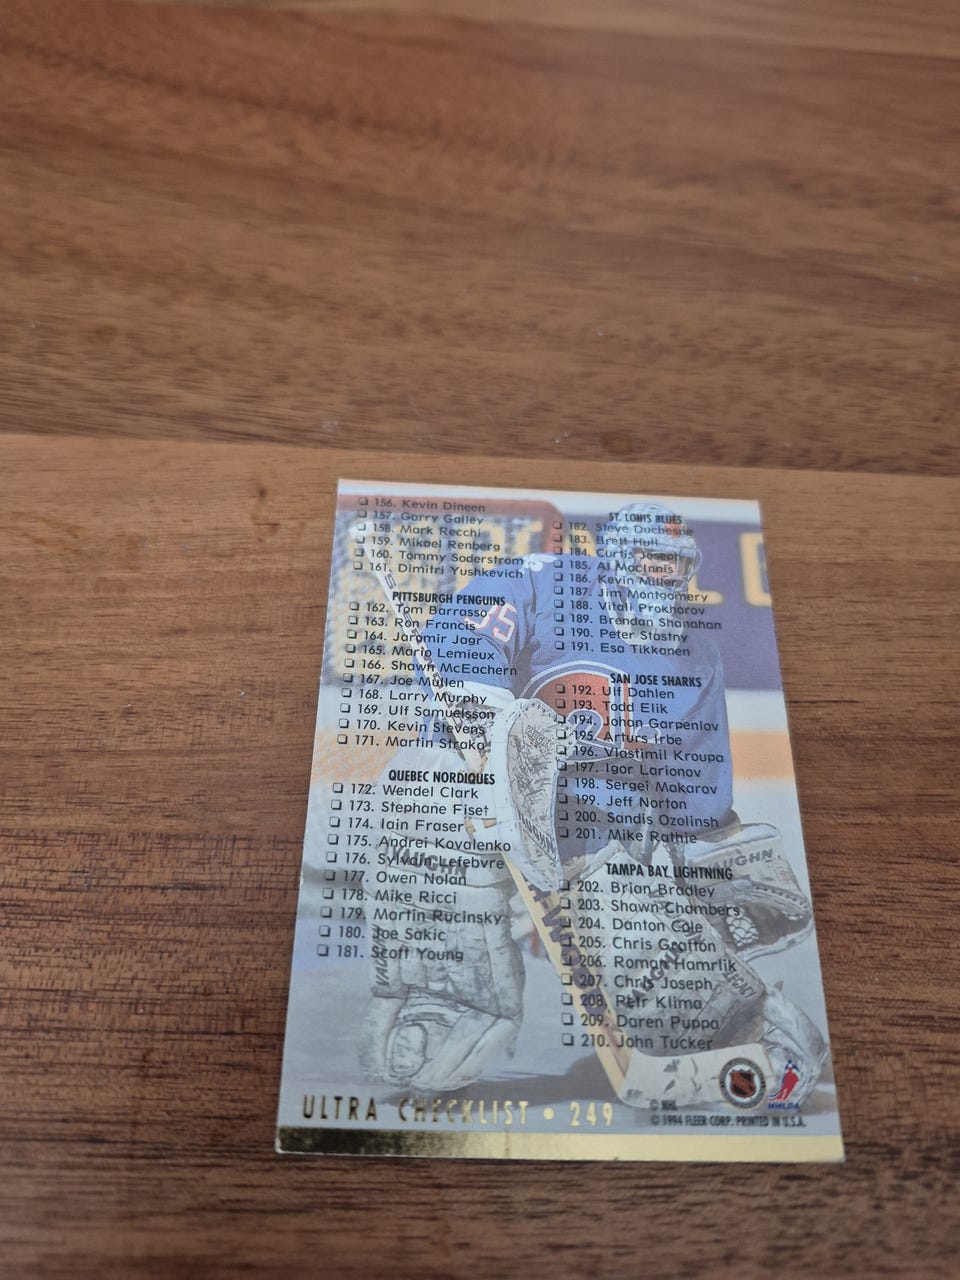 156. Kevin Dineen
157. Garry Galley
158. Mark Recchi
159. Mikael Renberg
160. Tommy Soderstrom
161. Dimitri Yushkevich
PITTSBURGH PENGUINS
162. Tom Barrasso
163. Ron Francis
164. Jaromir Jagr
165. Mario Lemieux
166. Shawn McEachern
167. Joe Mullen
168. Larry Murphy
169. Ulf Samuelsson
170. Kevin Stevens
171. Martin Straka
QUEBEC NORDIQUES
172. Wendel Clark
173. Stephane Fiset
174. Iain Fraser
175. Andrei Kovalenko
176. Sylvain Lefebvre
177. Owen Nolan
178. Mike Ricci
179. Martin Rucinsky
180. Joe Sakic
181. Scott Young
ST. LOUIS BLUES
182. Steve Duchesne
183. Brett Hull
184. Curtis Joseph
185. Al MacInnis
186. Kevin Miller
187. Jim Montgomery
188. Vitali Prokhorov
189. Brendan Shanahan
190. Peter Stastny
191. Esa Tikkanen
SAN JOSE SHARKS
192. Ulf Dahlen
193. Todd Elik
194. Johan Garpenlov
195. Arturs Irbe
196. Vlastimil Kroupa
197. Igor Larionov
198. Sergei Makarov
199. Jeff Norton
200. Sandis Ozolinsh
201. Mike Rathie
TAMPA BAY LIGHTNING
202. Brian Bradley
203. Shawn Chambers
204. Danton Cole
205. Chris Gratton
206. Roman Hamrlik
207. Chris Joseph
208. Petr Klima
209. Daren Puppa
210. John Tucker
35
VAUGHN
VAUGHN
VAUGHN
VAUGHN
LEGACY
NHLPA
© NHL
© 1994 FLEER CORP. PRINTED IN U.S.A.
ULTRA CHECKLIST • 249